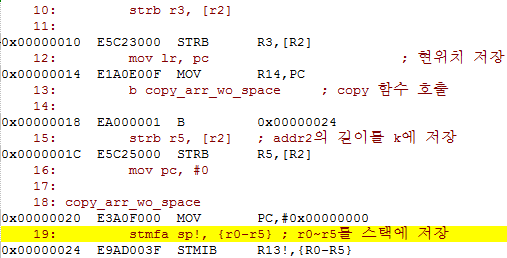 10: strb r3, [r2]
11:
0x00000010 E5C23000 STRB R3,[R2]
12: mov lr, pc ; 현위치 저장
0x00000014 E1A0E00F MOV R14,PC
13: b copy_arr_wo_space ; copy 함수 호출
14:
0x00000018 EA000001 B 0x00000024
15: strb r5, [r2] ; addr2의 길이를 k에 저장
0x0000001C E5C25000 STRB R5,[R2]
16: mov pc, #0
17:
18: copy_arr_wo_space
0x00000020 E3A0F000 MOV PC,#0x00000000
19: stmfa sp!, {r0-r5} ; r0~r5를 스택에 저장
0x00000024 E9AD003F STMIB R13!,{R0-R5}